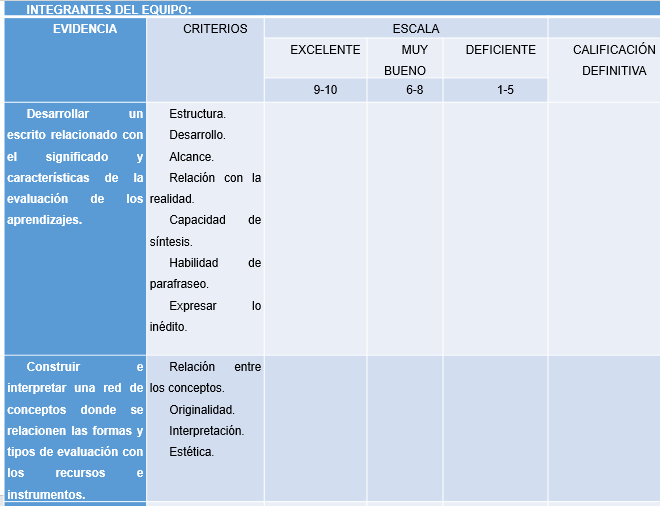 INTEGRANTES DEL EQUIPO:
EVIDENCIA
CRITERIOS
ESCALA
EXCELENTE
MUY
BUENO
DEFICIENTE
CALIFICACIÓN
DEFINITIVA
9-10
6-8
1-5
Desarrollar un
escrito relacionado con
el significado y
características de la
evaluación de los
aprendizajes.
Estructura.
Desarrollo.
Alcance.
Relación con la
realidad.
Capacidad de
síntesis.
Habilidad de
parafraseo.
Expresar lo
inédito.
Construir e
interpretar una red de
conceptos donde se
relacionen las formas y
tipos de evaluación con
los recursos e
instrumentos.
Relación entre
los conceptos.
Originalidad.
Interpretación.
Estética.